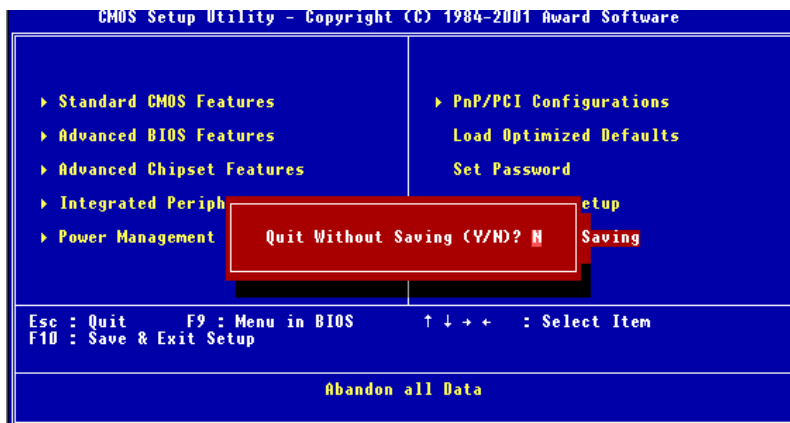 CMOS Setup Utility - Copyright (C) 1984-2001 Award Software
▸ Standard CMOS Features
▸ Advanced BIOS Features
▸ Advanced Chipset Features
▸ Integrated Periph
▸ Power Management
▸ PnP/PCI Configurations
Load Optimized Defaults
Set Password
etup
Saving
Quit Without Saving (Y/N)? N
Esc : Quit F9 : Menu in BIOS ↑ ↓ → ← : Select Item
F10 : Save & Exit Setup
Abandon all Data